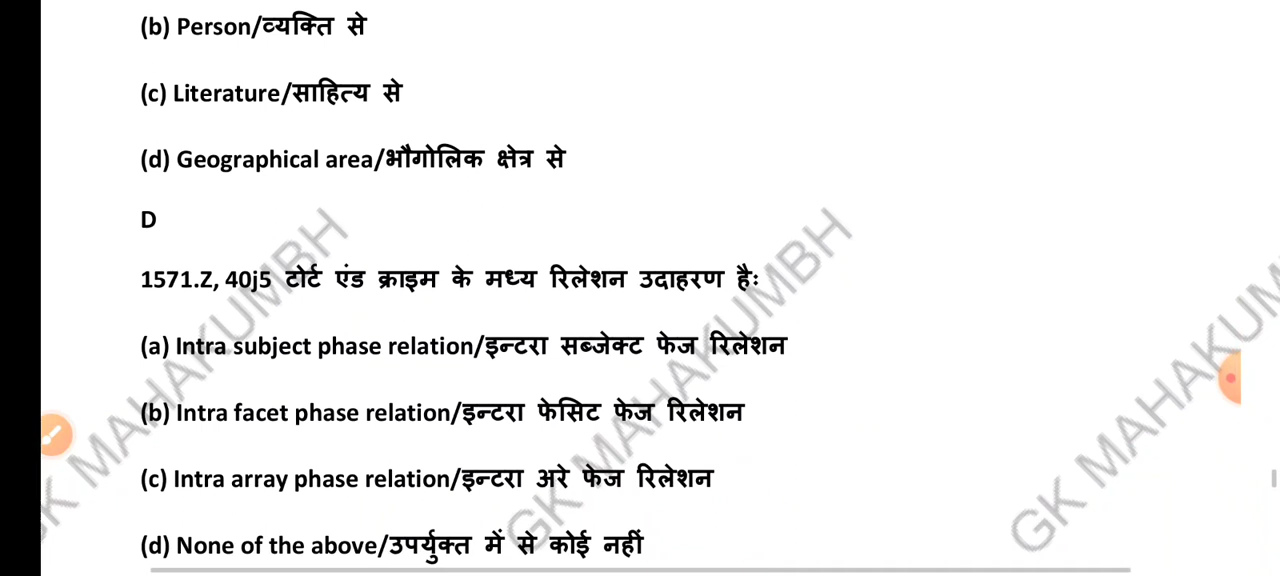 (b) Person/व्यक्ति से
(c) Literature/साहित्य से
(d) Geographical area/भौगोलिक क्षेत्र से
D
1571.Z, 40j5 टोर्ट एंड क्राइम के मध्य रिलेशन उदाहरण हैः
(a) Intra subject phase relation/इन्टरा सब्जेक्ट फेज रिलेशन
(b) Intra facet phase relation/इन्टरा फेसिट फेज रिलेशन
(c) Intra array phase relation/इन्टरा अरे फेज रिलेशन
(d) None of the above/उपर्युक्त में से कोई नहीं
GK MAHAKUMBH
GK MAHAKUMBH
GK MAHAKUM